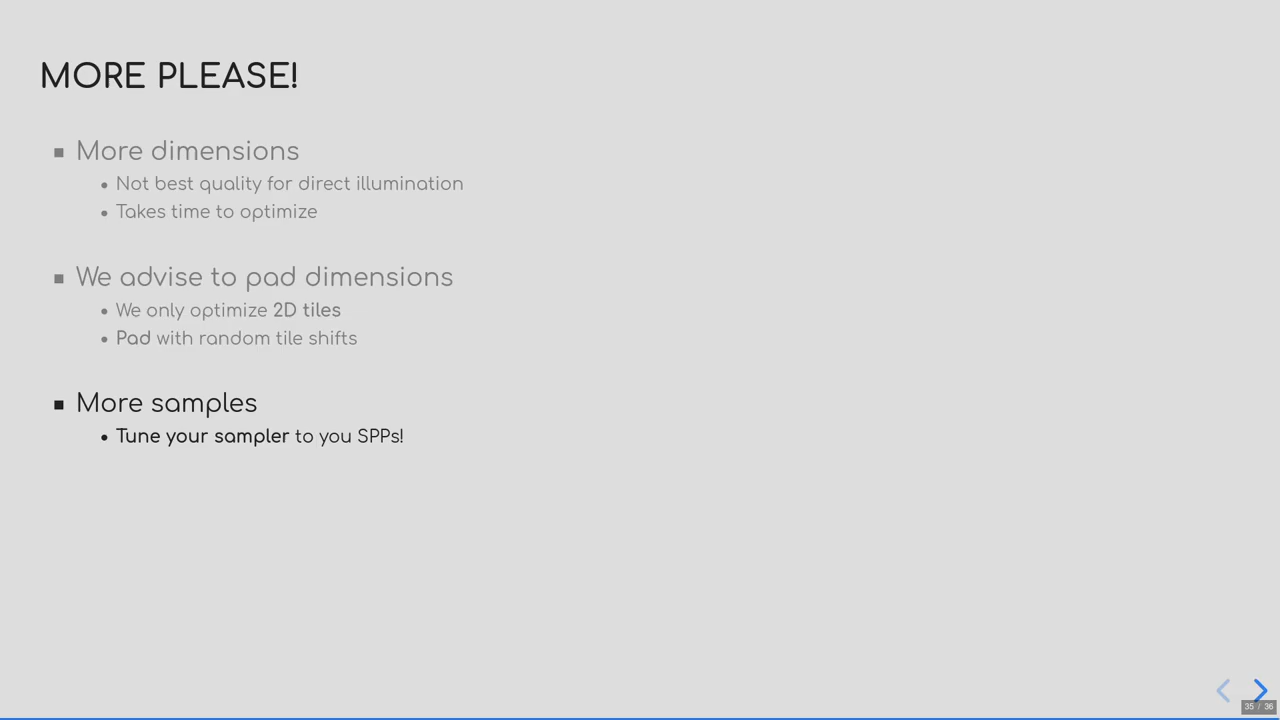 MORE PLEASE!
More dimensions
Not best quality for direct illumination
Takes time to optimize
We advise to pad dimensions
We only optimize 2D tiles
Pad with random tile shifts
More samples
Tune your sampler to you SPPs!
35 / 36